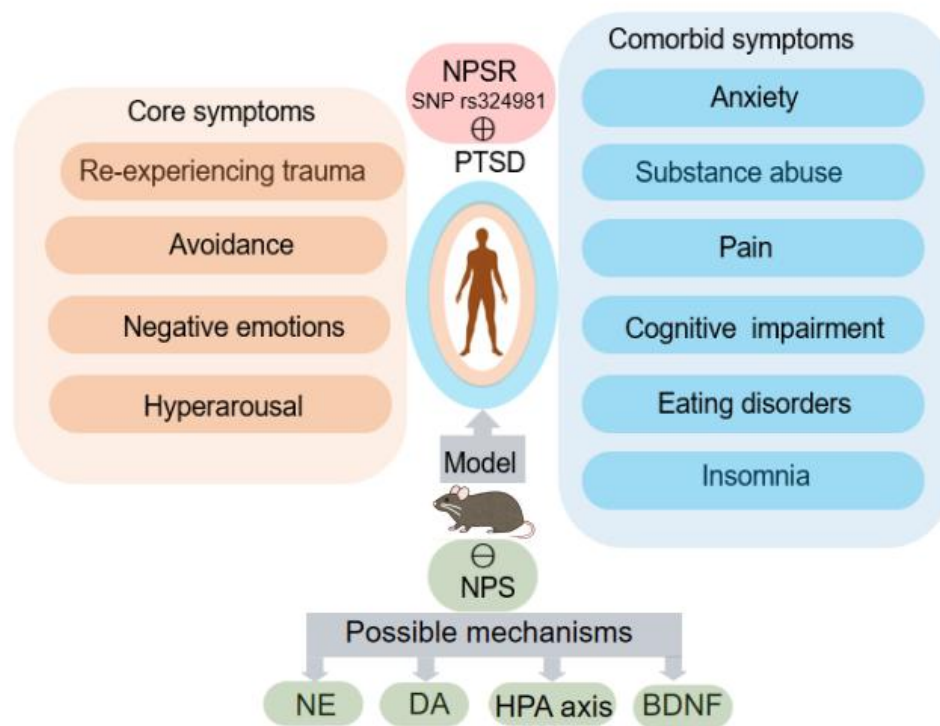 Core symptoms
Re-experiencing trauma
Avoidance
Negative emotions
Hyperarousal
NPSR
SNP rs324981
⊕
PTSD
Comorbid symptoms
Anxiety
Substance abuse
Pain
Cognitive impairment
Eating disorders
Insomnia
Model
⊖
NPS
Possible mechanisms
NE
DA
HPA axis
BDNF